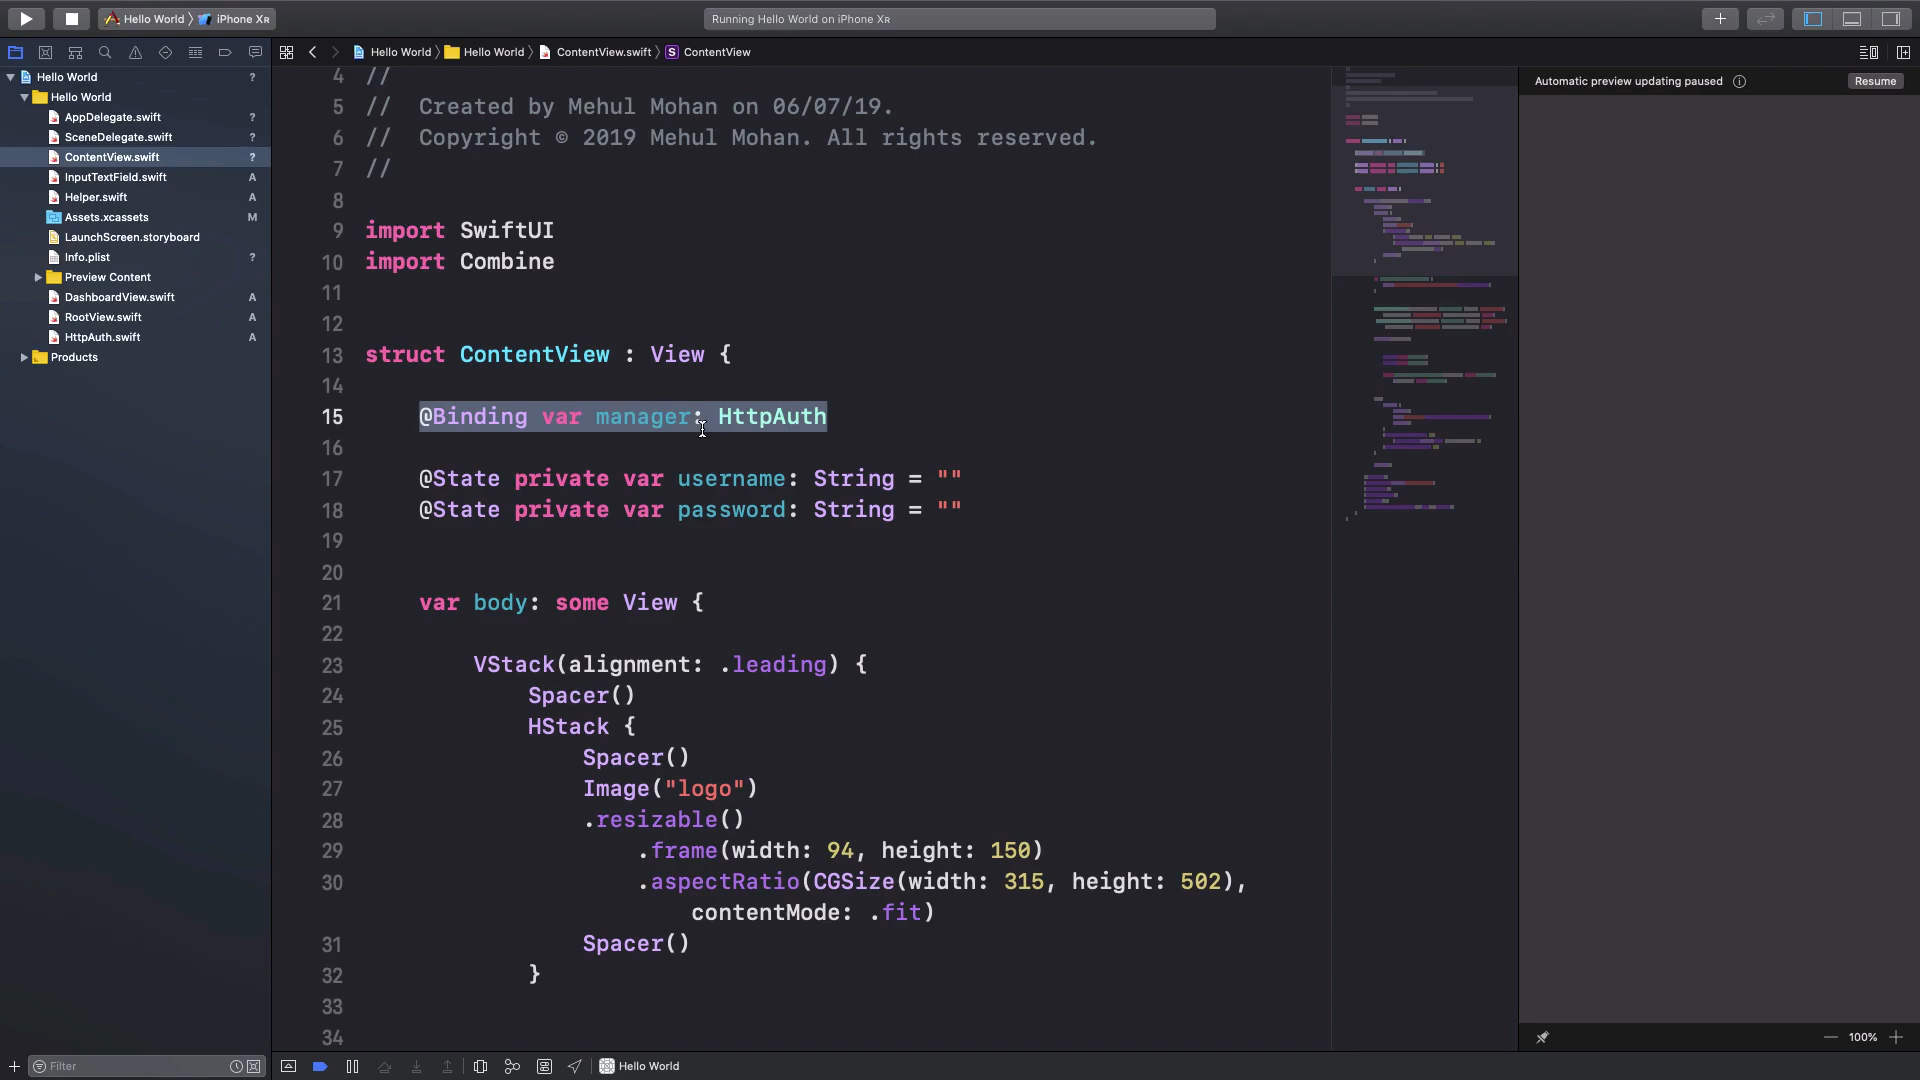 Hello World 〉 iPhone Xʀ
Running Hello World on iPhone Xʀ
Hello World 〉 Hello World 〉 ContentView.swift 〉 S ContentView
Hello World ?
Hello World
AppDelegate.swift ?
SceneDelegate.swift ?
ContentView.swift ?
InputTextField.swift A
Helper.swift A
Assets.xcassets M
LaunchScreen.storyboard
Info.plist ?
Preview Content
DashboardView.swift A
RootView.swift A
HttpAuth.swift A
Products
Filter
4 //
5 // Created by Mehul Mohan on 06/07/19.
6 // Copyright © 2019 Mehul Mohan. All rights reserved.
7 //
8
9 import SwiftUI
10 import Combine
11
12
13 struct ContentView : View {
14
15 @Binding var manager: HttpAuth
16
17 @State private var username: String = ""
18 @State private var password: String = ""
19
20
21 var body: some View {
22
23 VStack(alignment: .leading) {
24 Spacer()
25 HStack {
26 Spacer()
27 Image("logo")
28 .resizable()
29 .frame(width: 94, height: 150)
30 .aspectRatio(CGSize(width: 315, height: 502),
contentMode: .fit)
31 Spacer()
32 }
33
34
Hello World
Automatic preview updating paused
Resume
100%